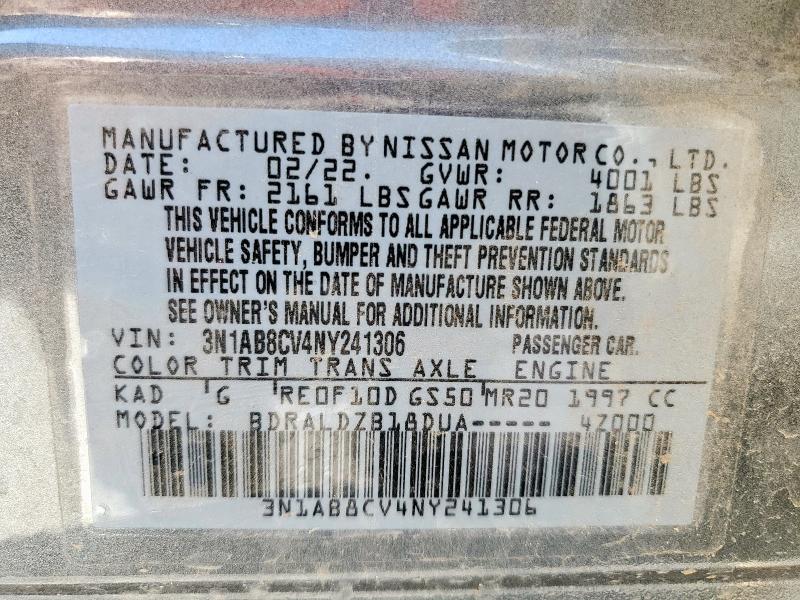 MANUFACTURED BY NISSAN MOTOR CO., LTD.
DATE: 02/22. GVWR: 4001 LBS
GAWR FR: 2161 LBS GAWR RR: 1863 LBS
THIS VEHICLE CONFORMS TO ALL APPLICABLE FEDERAL MOTOR
VEHICLE SAFETY, BUMPER AND THEFT PREVENTION STANDARDS
IN EFFECT ON THE DATE OF MANUFACTURE SHOWN ABOVE.
SEE OWNER'S MANUAL FOR ADDITIONAL INFORMATION.
VIN: 3N1AB8CV4NY241306 PASSENGER CAR.
COLOR TRIM TRANS AXLE ENGINE
KAD G RE0F10D GS50 MR20 1997 CC
MODEL: BDRALDZB18DUA----- 4Z000
3N1AB8CV4NY241306